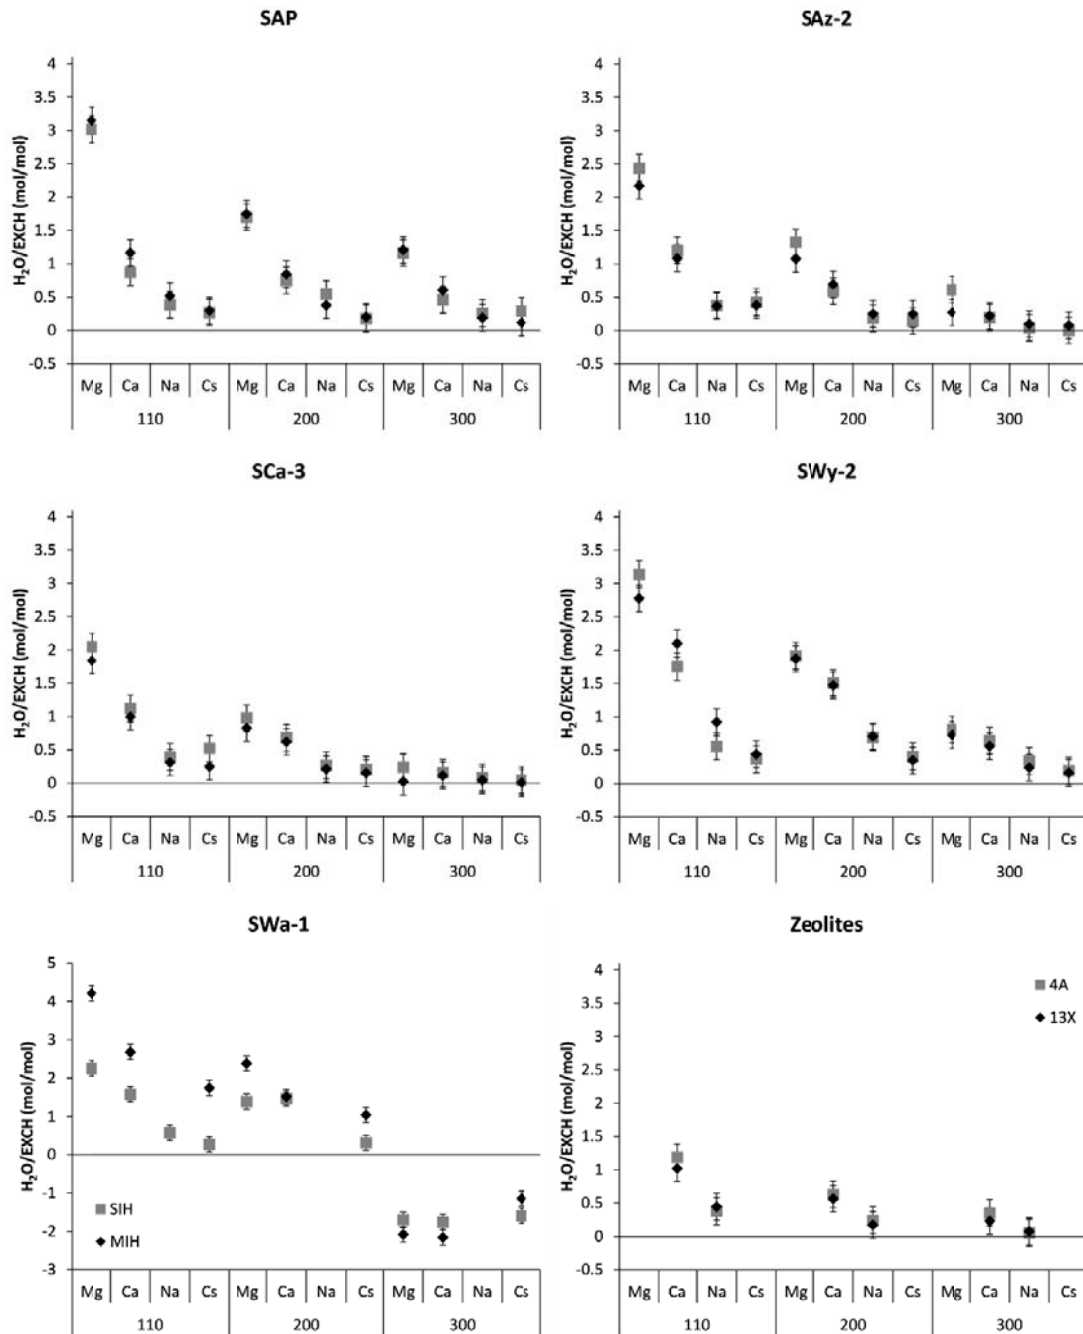 SAP
4
3.5
3
2.5
2
1.5
1
0.5
0
-0.5
H₂O/EXCH (mol/mol)
Mg Ca Na Cs Mg Ca Na Cs Mg Ca Na Cs
110 200 300
SAz-2
4
3.5
3
2.5
2
1.5
1
0.5
0
-0.5
H₂O/EXCH (mol/mol)
Mg Ca Na Cs Mg Ca Na Cs Mg Ca Na Cs
110 200 300
SCa-3
4
3.5
3
2.5
2
1.5
1
0.5
0
-0.5
H₂O/EXCH (mol/mol)
Mg Ca Na Cs Mg Ca Na Cs Mg Ca Na Cs
110 200 300
SWy-2
4
3.5
3
2.5
2
1.5
1
0.5
0
-0.5
H₂O/EXCH (mol/mol)
Mg Ca Na Cs Mg Ca Na Cs Mg Ca Na Cs
110 200 300
SWa-1
5
4
3
2
1
0
-1
-2
-3
H₂O/EXCH (mol/mol)
SIH
MIH
Mg Ca Na Cs Mg Ca Na Cs Mg Ca Na Cs
110 200 300
Zeolites
4
3.5
3
2.5
2
1.5
1
0.5
0
-0.5
H₂O/EXCH (mol/mol)
4A
13X
Mg Ca Na Cs Mg Ca Na Cs Mg Ca Na Cs
110 200 300